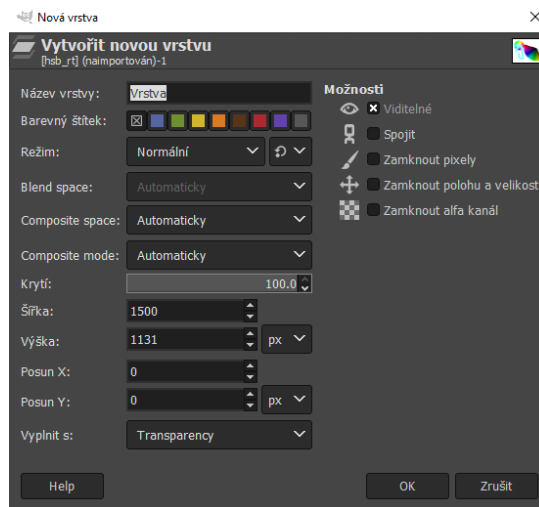 Nová vrstva
Vytvořit novou vrstvu
[hsb_rt] (naimportován)-1
Název vrstvy: Vrstva
Barevný štítek:
Režim: Normální
Blend space: Automaticky
Composite space: Automaticky
Composite mode: Automaticky
Krytí: 100.0
Šířka: 1500
Výška: 1131 px
Posun X: 0
Posun Y: 0 px
Vyplnit s: Transparency
Možnosti
Viditelné
Spojit
Zamknout pixely
Zamknout polohu a velikost
Zamknout alfa kanál
Help OK Zrušit